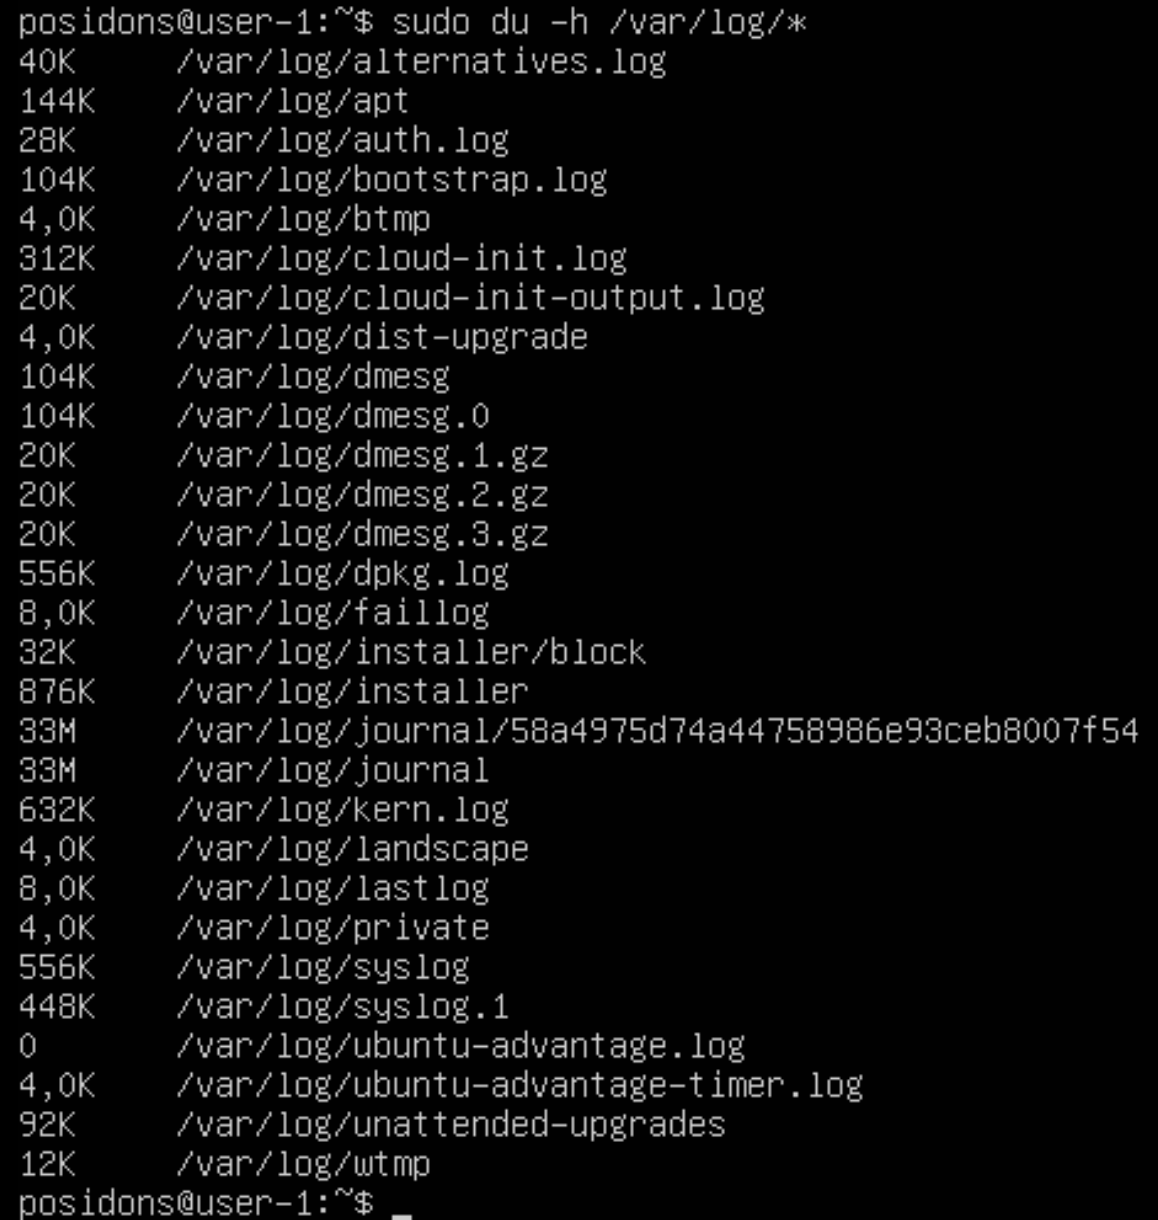 posidons@user-1:~$ sudo du -h /var/log/*
40K /var/log/alternatives.log
144K /var/log/apt
28K /var/log/auth.log
104K /var/log/bootstrap.log
4,0K /var/log/btmp
312K /var/log/cloud-init.log
20K /var/log/cloud-init-output.log
4,0K /var/log/dist-upgrade
104K /var/log/dmesg
104K /var/log/dmesg.0
20K /var/log/dmesg.1.gz
20K /var/log/dmesg.2.gz
20K /var/log/dmesg.3.gz
556K /var/log/dpkg.log
8,0K /var/log/faillog
32K /var/log/installer/block
876K /var/log/installer
33M /var/log/journal/58a4975d74a44758986e93ceb8007f54
33M /var/log/journal
632K /var/log/kern.log
4,0K /var/log/landscape
8,0K /var/log/lastlog
4,0K /var/log/private
556K /var/log/syslog
448K /var/log/syslog.1
0 /var/log/ubuntu-advantage.log
4,0K /var/log/ubuntu-advantage-timer.log
92K /var/log/unattended-upgrades
12K /var/log/wtmp
posidons@user-1:~$ _